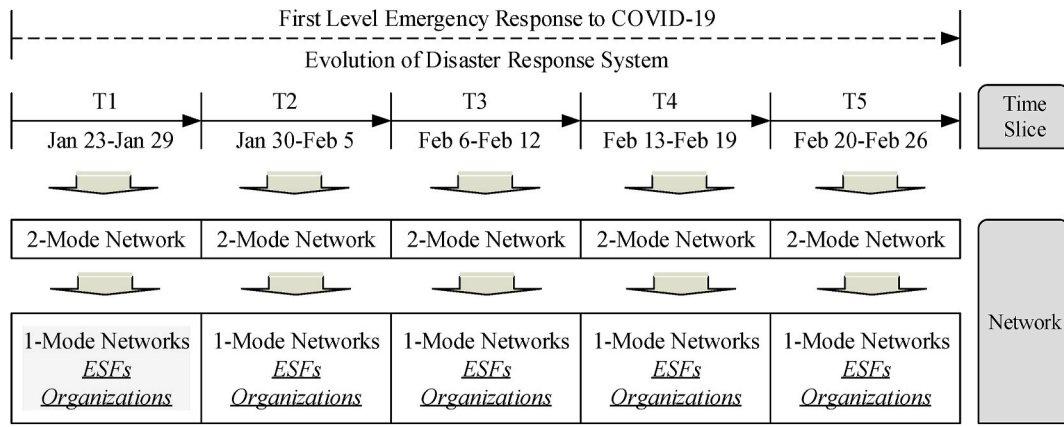 First Level Emergency Response to COVID-19
Evolution of Disaster Response System
T1 T2 T3 T4 T5
Jan 23-Jan 29 Jan 30-Feb 5 Feb 6-Feb 12 Feb 13-Feb 19 Feb 20-Feb 26
Time
Slice
2-Mode Network 2-Mode Network 2-Mode Network 2-Mode Network 2-Mode Network
1-Mode Networks 1-Mode Networks 1-Mode Networks 1-Mode Networks 1-Mode Networks
ESFs ESFs ESFs ESFs ESFs
Organizations Organizations Organizations Organizations Organizations
Network